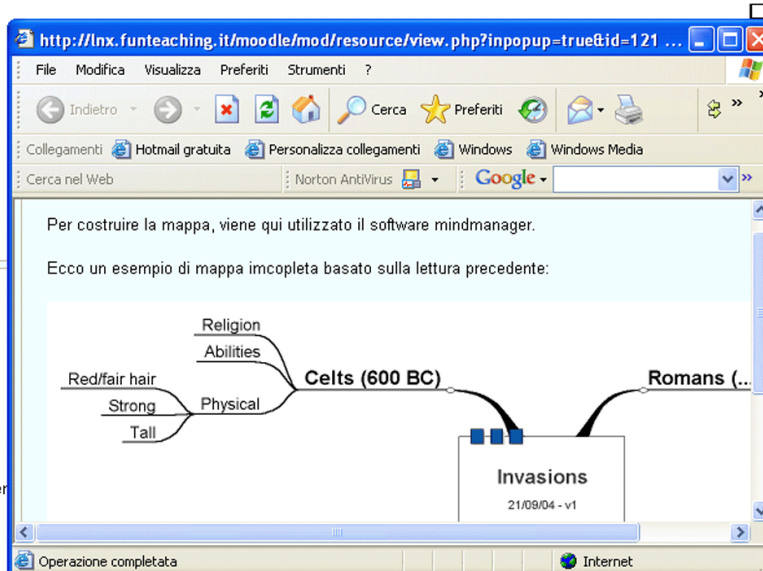 http://lnx.funteaching.it/moodle/mod/resource/view.php?inpopup=true&id=121 ...
File Modifica Visualizza Preferiti Strumenti ?
Indietro Cerca Preferiti »
Collegamenti Hotmail gratuita Personalizza collegamenti Windows Windows Media
Cerca nel Web Norton AntiVirus Google »
Per costruire la mappa, viene qui utilizzato il software mindmanager.
Ecco un esempio di mappa imcopleta basato sulla lettura precedente:
Religion
Abilities
Red/fair hair
Strong
Tall
Physical
Celts (600 BC)
Romans (...
Invasions
21/09/04 - v1
Operazione completata Internet